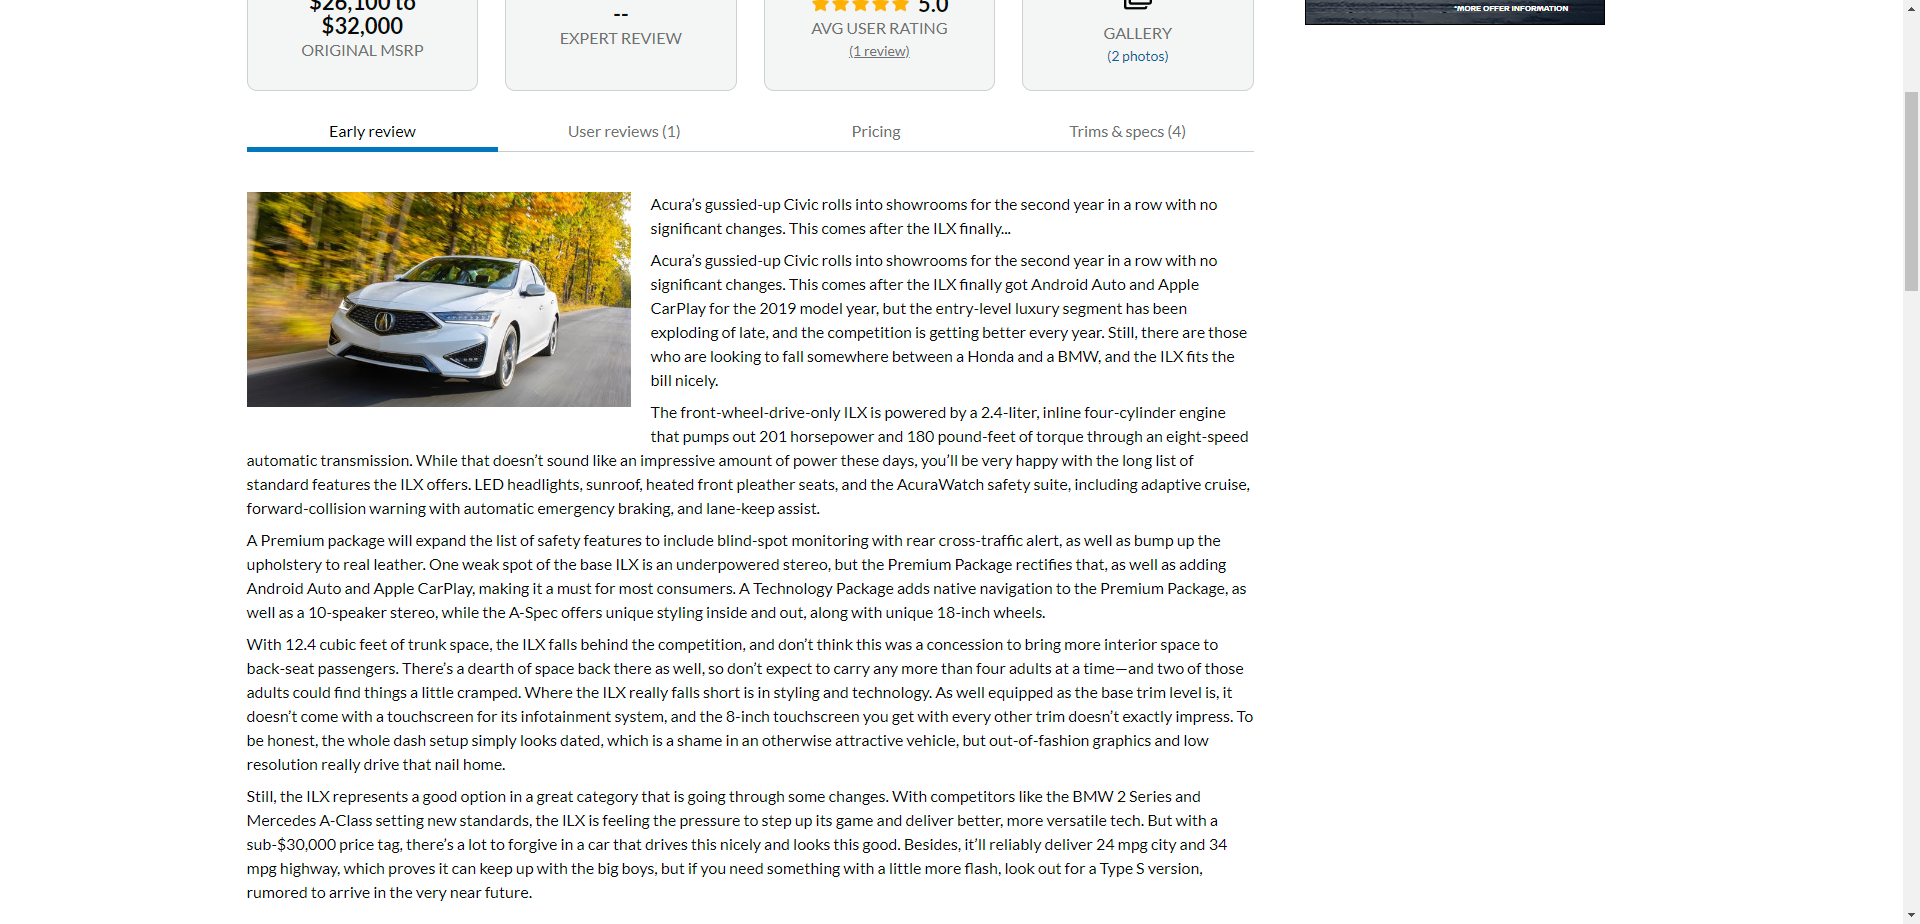 $26,100 to
$32,000
ORIGINAL MSRP
--
EXPERT REVIEW
5.0
AVG USER RATING
(1 review)
GALLERY
(2 photos)
*MORE OFFER INFORMATION
Early review
User reviews (1)
Pricing
Trims & specs (4)
Acura’s gussied-up Civic rolls into showrooms for the second year in a row with no
significant changes. This comes after the ILX finally...
Acura’s gussied-up Civic rolls into showrooms for the second year in a row with no
significant changes. This comes after the ILX finally got Android Auto and Apple
CarPlay for the 2019 model year, but the entry-level luxury segment has been
exploding of late, and the competition is getting better every year. Still, there are those
who are looking to fall somewhere between a Honda and a BMW, and the ILX fits the
bill nicely.
The front-wheel-drive-only ILX is powered by a 2.4-liter, inline four-cylinder engine
that pumps out 201 horsepower and 180 pound-feet of torque through an eight-speed
automatic transmission. While that doesn’t sound like an impressive amount of power these days, you’ll be very happy with the long list of
standard features the ILX offers. LED headlights, sunroof, heated front pleather seats, and the AcuraWatch safety suite, including adaptive cruise,
forward-collision warning with automatic emergency braking, and lane-keep assist.
A Premium package will expand the list of safety features to include blind-spot monitoring with rear cross-traffic alert, as well as bump up the
upholstery to real leather. One weak spot of the base ILX is an underpowered stereo, but the Premium Package rectifies that, as well as adding
Android Auto and Apple CarPlay, making it a must for most consumers. A Technology Package adds native navigation to the Premium Package, as
well as a 10-speaker stereo, while the A-Spec offers unique styling inside and out, along with unique 18-inch wheels.
With 12.4 cubic feet of trunk space, the ILX falls behind the competition, and don’t think this was a concession to bring more interior space to
back-seat passengers. There’s a dearth of space back there as well, so don’t expect to carry any more than four adults at a time—and two of those
adults could find things a little cramped. Where the ILX really falls short is in styling and technology. As well equipped as the base trim level is, it
doesn’t come with a touchscreen for its infotainment system, and the 8-inch touchscreen you get with every other trim doesn’t exactly impress. To
be honest, the whole dash setup simply looks dated, which is a shame in an otherwise attractive vehicle, but out-of-fashion graphics and low
resolution really drive that nail home.
Still, the ILX represents a good option in a great category that is going through some changes. With competitors like the BMW 2 Series and
Mercedes A-Class setting new standards, the ILX is feeling the pressure to step up its game and deliver better, more versatile tech. But with a
sub-$30,000 price tag, there’s a lot to forgive in a car that drives this nicely and looks this good. Besides, it’ll reliably deliver 24 mpg city and 34
mpg highway, which proves it can keep up with the big boys, but if you need something with a little more flash, look out for a Type S version,
rumored to arrive in the very near future.